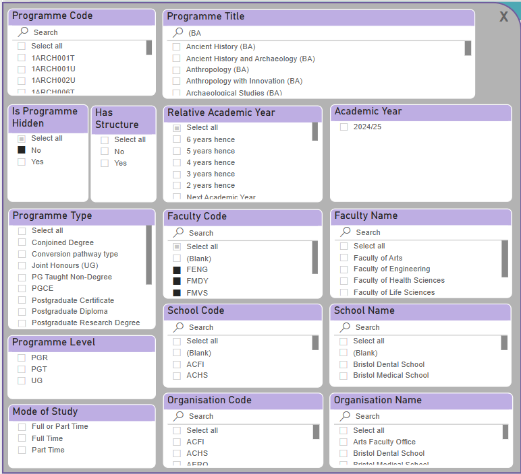 X
Programme Code
Search
Select all
1ARCH001T
1ARCH001U
1ARCH002U
1ARCH006T
Programme Title
(BA
Ancient History (BA)
Ancient History and Archaeology (BA)
Anthropology (BA)
Anthropology with Innovation (BA)
Archaeological Studies (BA)
Is Programme
Hidden
Select all
No
Yes
Has
Structure
Select all
No
Yes
Relative Academic Year
Select all
6 years hence
5 years hence
4 years hence
3 years hence
2 years hence
Next Academic Year
Academic Year
2024/25
Programme Type
Select all
Conjoined Degree
Conversion pathway type
Joint Honours (UG)
PG Taught Non-Degree
PGCE
Postgraduate Certificate
Postgraduate Diploma
Postgraduate Research Degree
Faculty Code
Search
Select all
(Blank)
FENG
FMDY
FMVS
Faculty Name
Search
Select all
Faculty of Arts
Faculty of Engineering
Faculty of Health Sciences
Faculty of Life Sciences
School Code
Search
Select all
(Blank)
ACFI
ACHS
School Name
Search
Select all
(Blank)
Bristol Dental School
Bristol Medical School
Programme Level
PGR
PGT
UG
Mode of Study
Full or Part Time
Full Time
Part Time
Organisation Code
Search
Select all
ACFI
ACHS
AERO
Organisation Name
Search
Select all
Arts Faculty Office
Bristol Dental School
Bristol Medical School